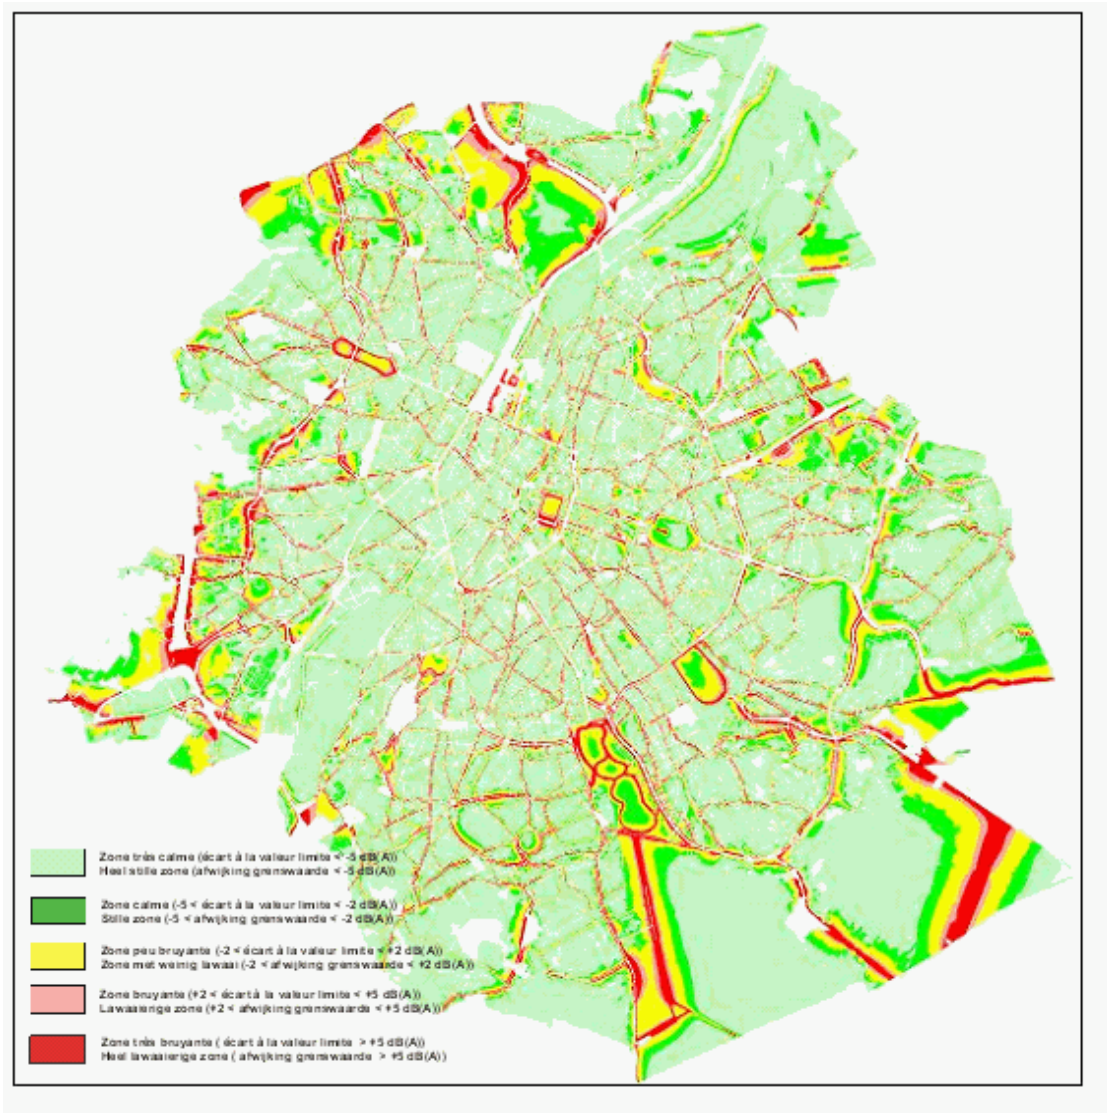 Zone très calme (écart à la valeur limite < -5 dB(A))
Heel stille zone (afwijking grenswaarde < -5 dB(A))
Zone calme (-5 < écart à la valeur limite < -2 dB(A))
Stille zone (-5 < afwijking grenswaarde < -2 dB(A))
Zone peu bruyante (-2 < écart à la valeur limite < +2 dB(A))
Zone met weinig lawaai (-2 < afwijking grenswaarde < +2 dB(A))
Zone bruyante (+2 < écart à la valeur limite < +5 dB(A))
Lawaaierige zone (+2 < afwijking grenswaarde < +5 dB(A))
Zone très bruyante ( écart à la valeur limite > +5 dB(A))
Heel lawaaierige zone ( afwijking grenswaarde > +5 dB(A))